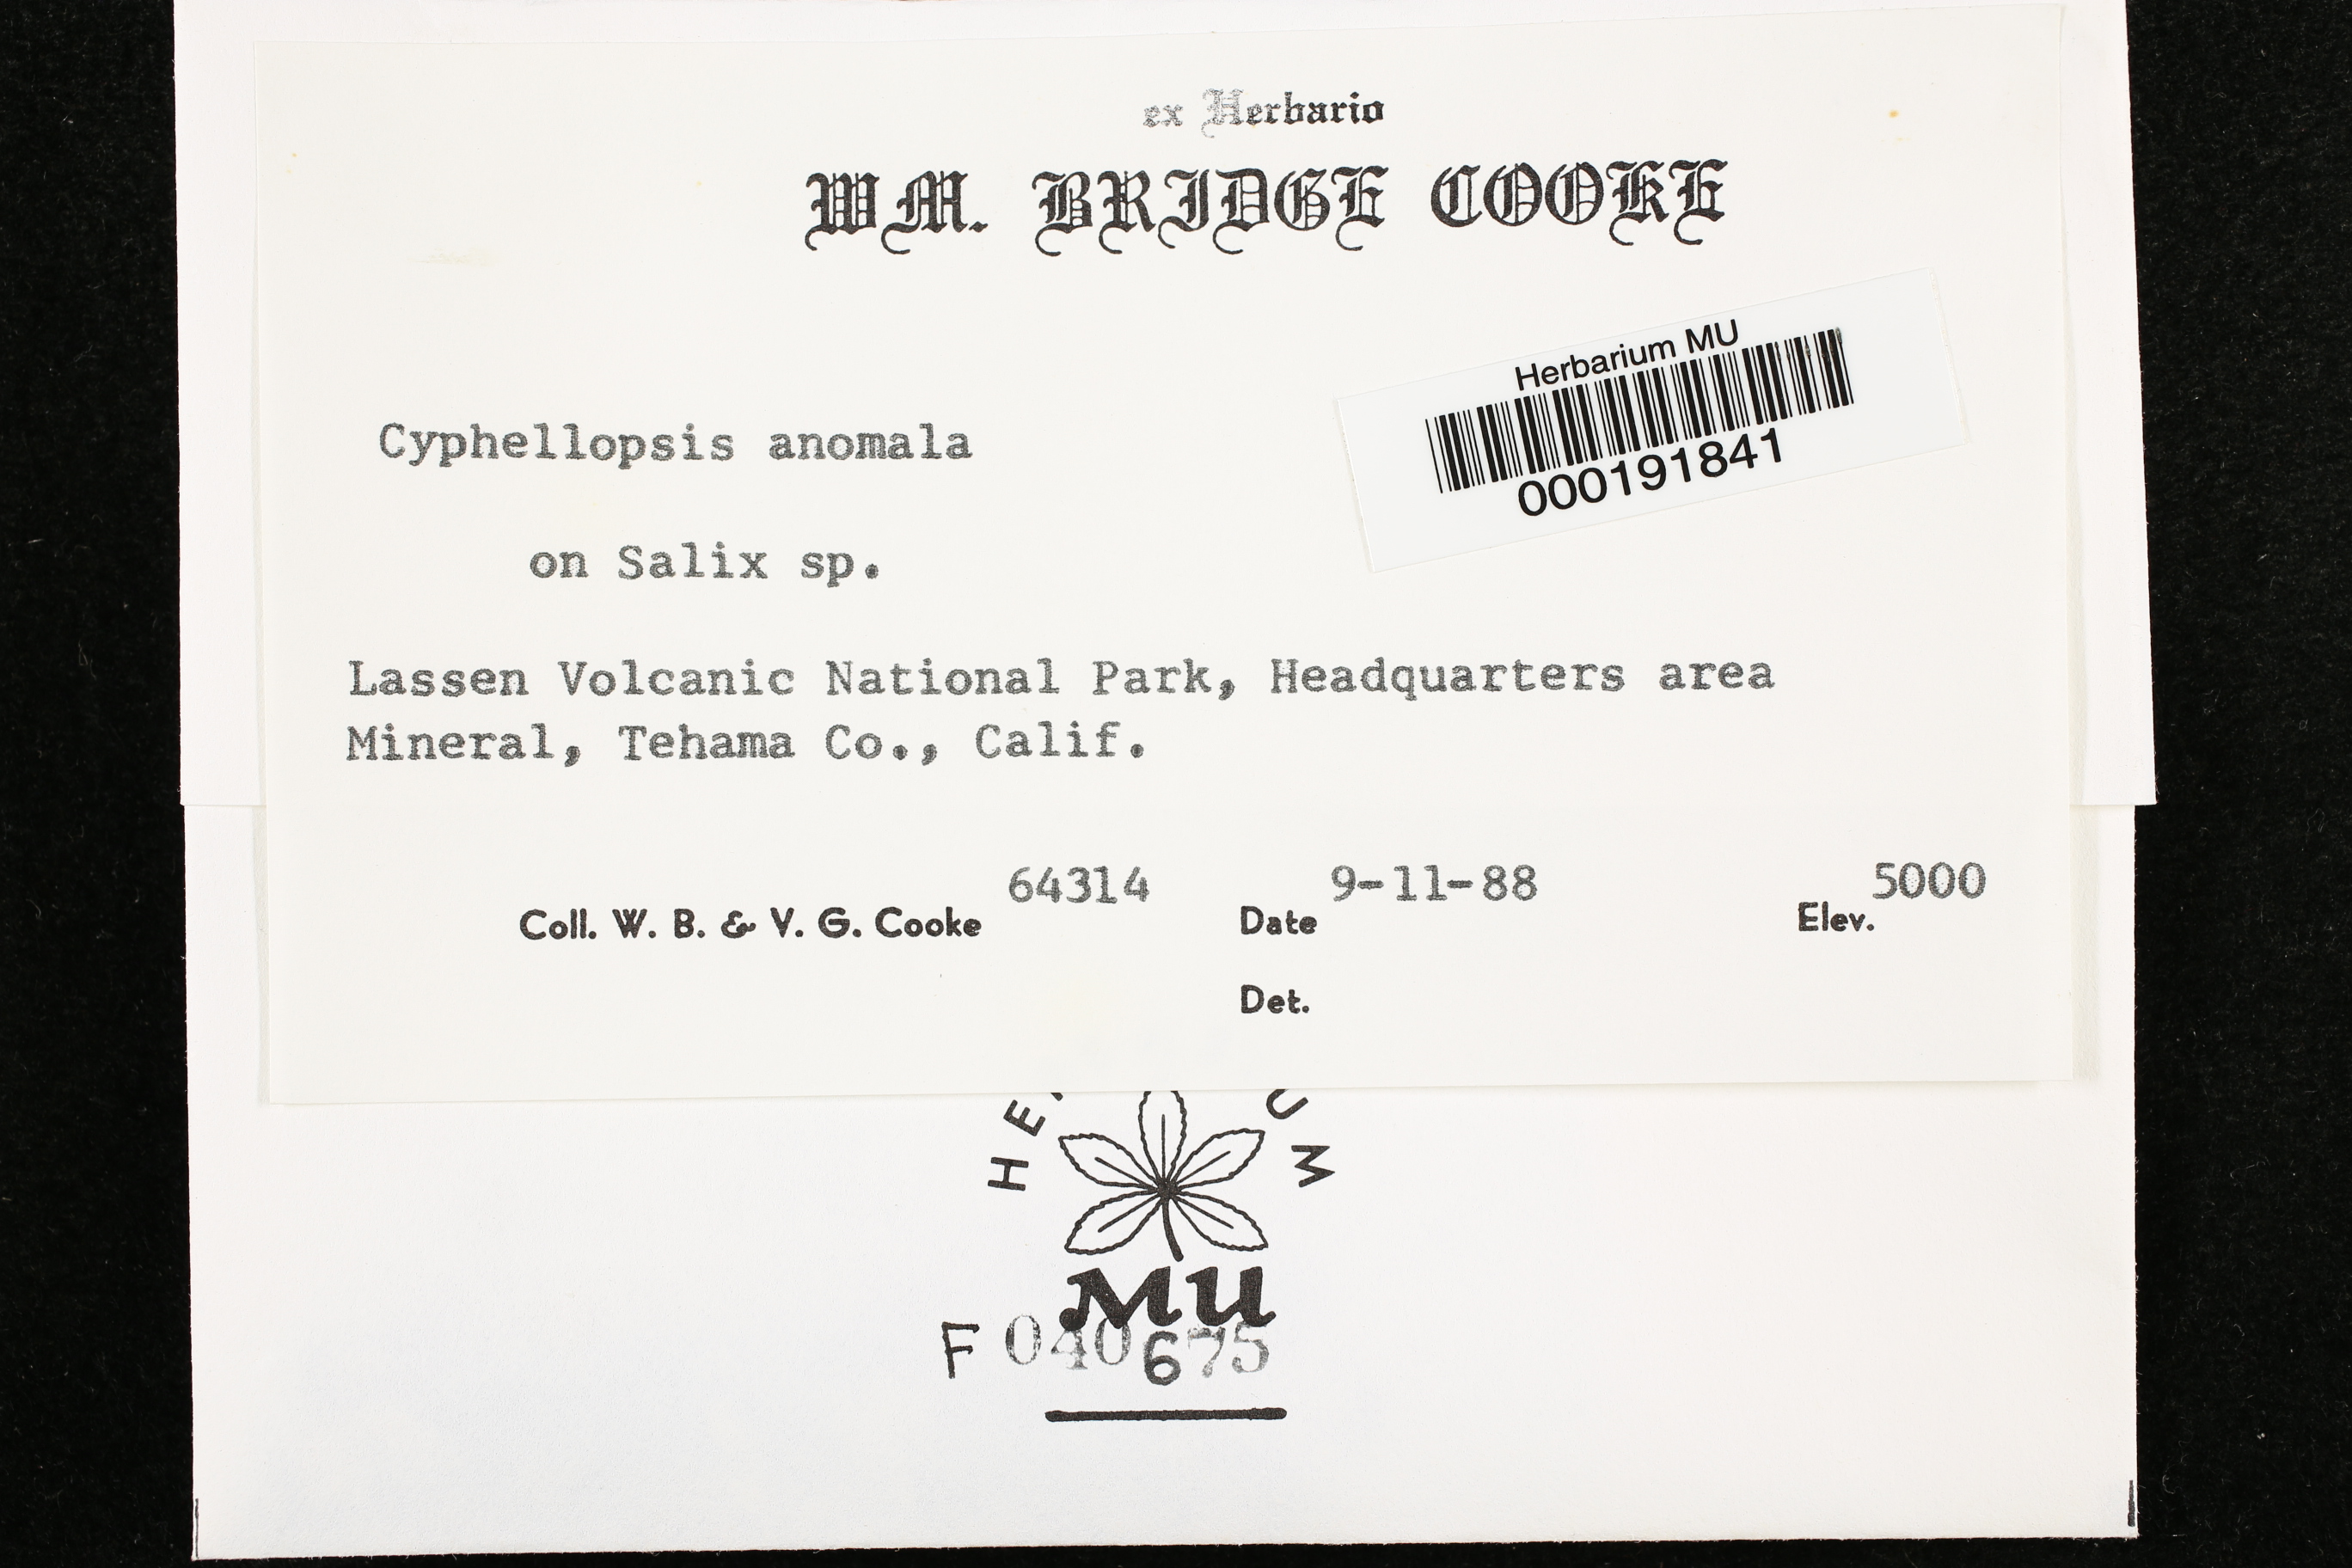 ex Herbario
WM. BRIDGE COOKE
Herbarium MU
000191841
Cyphellopsis anomala
on Salix sp.
Lassen Volcanic National Park, Headquarters area
Mineral, Tehama Co., Calif.
Coll. W. B. & V. G. Cooke 64314 Date 9-11-88 Elev. 5000
Det.
MU
F 040675